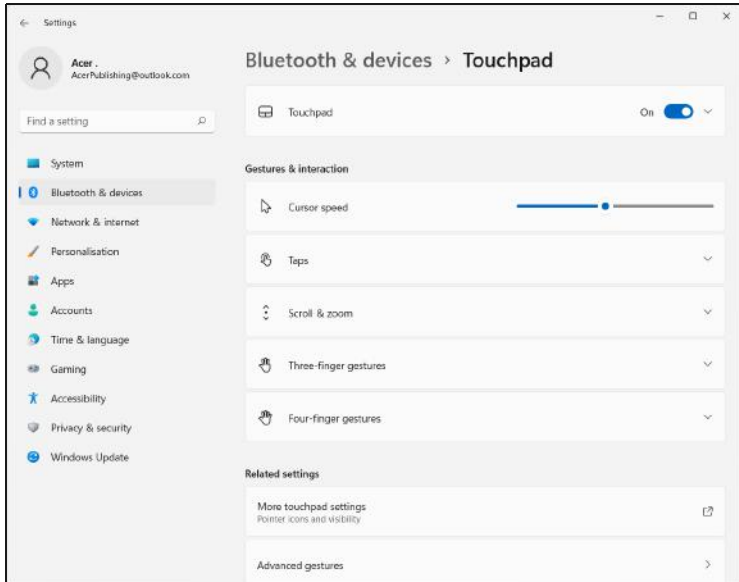 Settings
Acer .
AcerPublishing@outlook.com
Find a setting
System
Bluetooth & devices
Network & internet
Personalisation
Apps
Accounts
Time & language
Gaming
Accessibility
Privacy & security
Windows Update
Bluetooth & devices > Touchpad
Touchpad On
Gestures & interaction
Cursor speed
Taps
Scroll & zoom
Three-finger gestures
Four-finger gestures
Related settings
More touchpad settings
Pointer icons and visibility
Advanced gestures